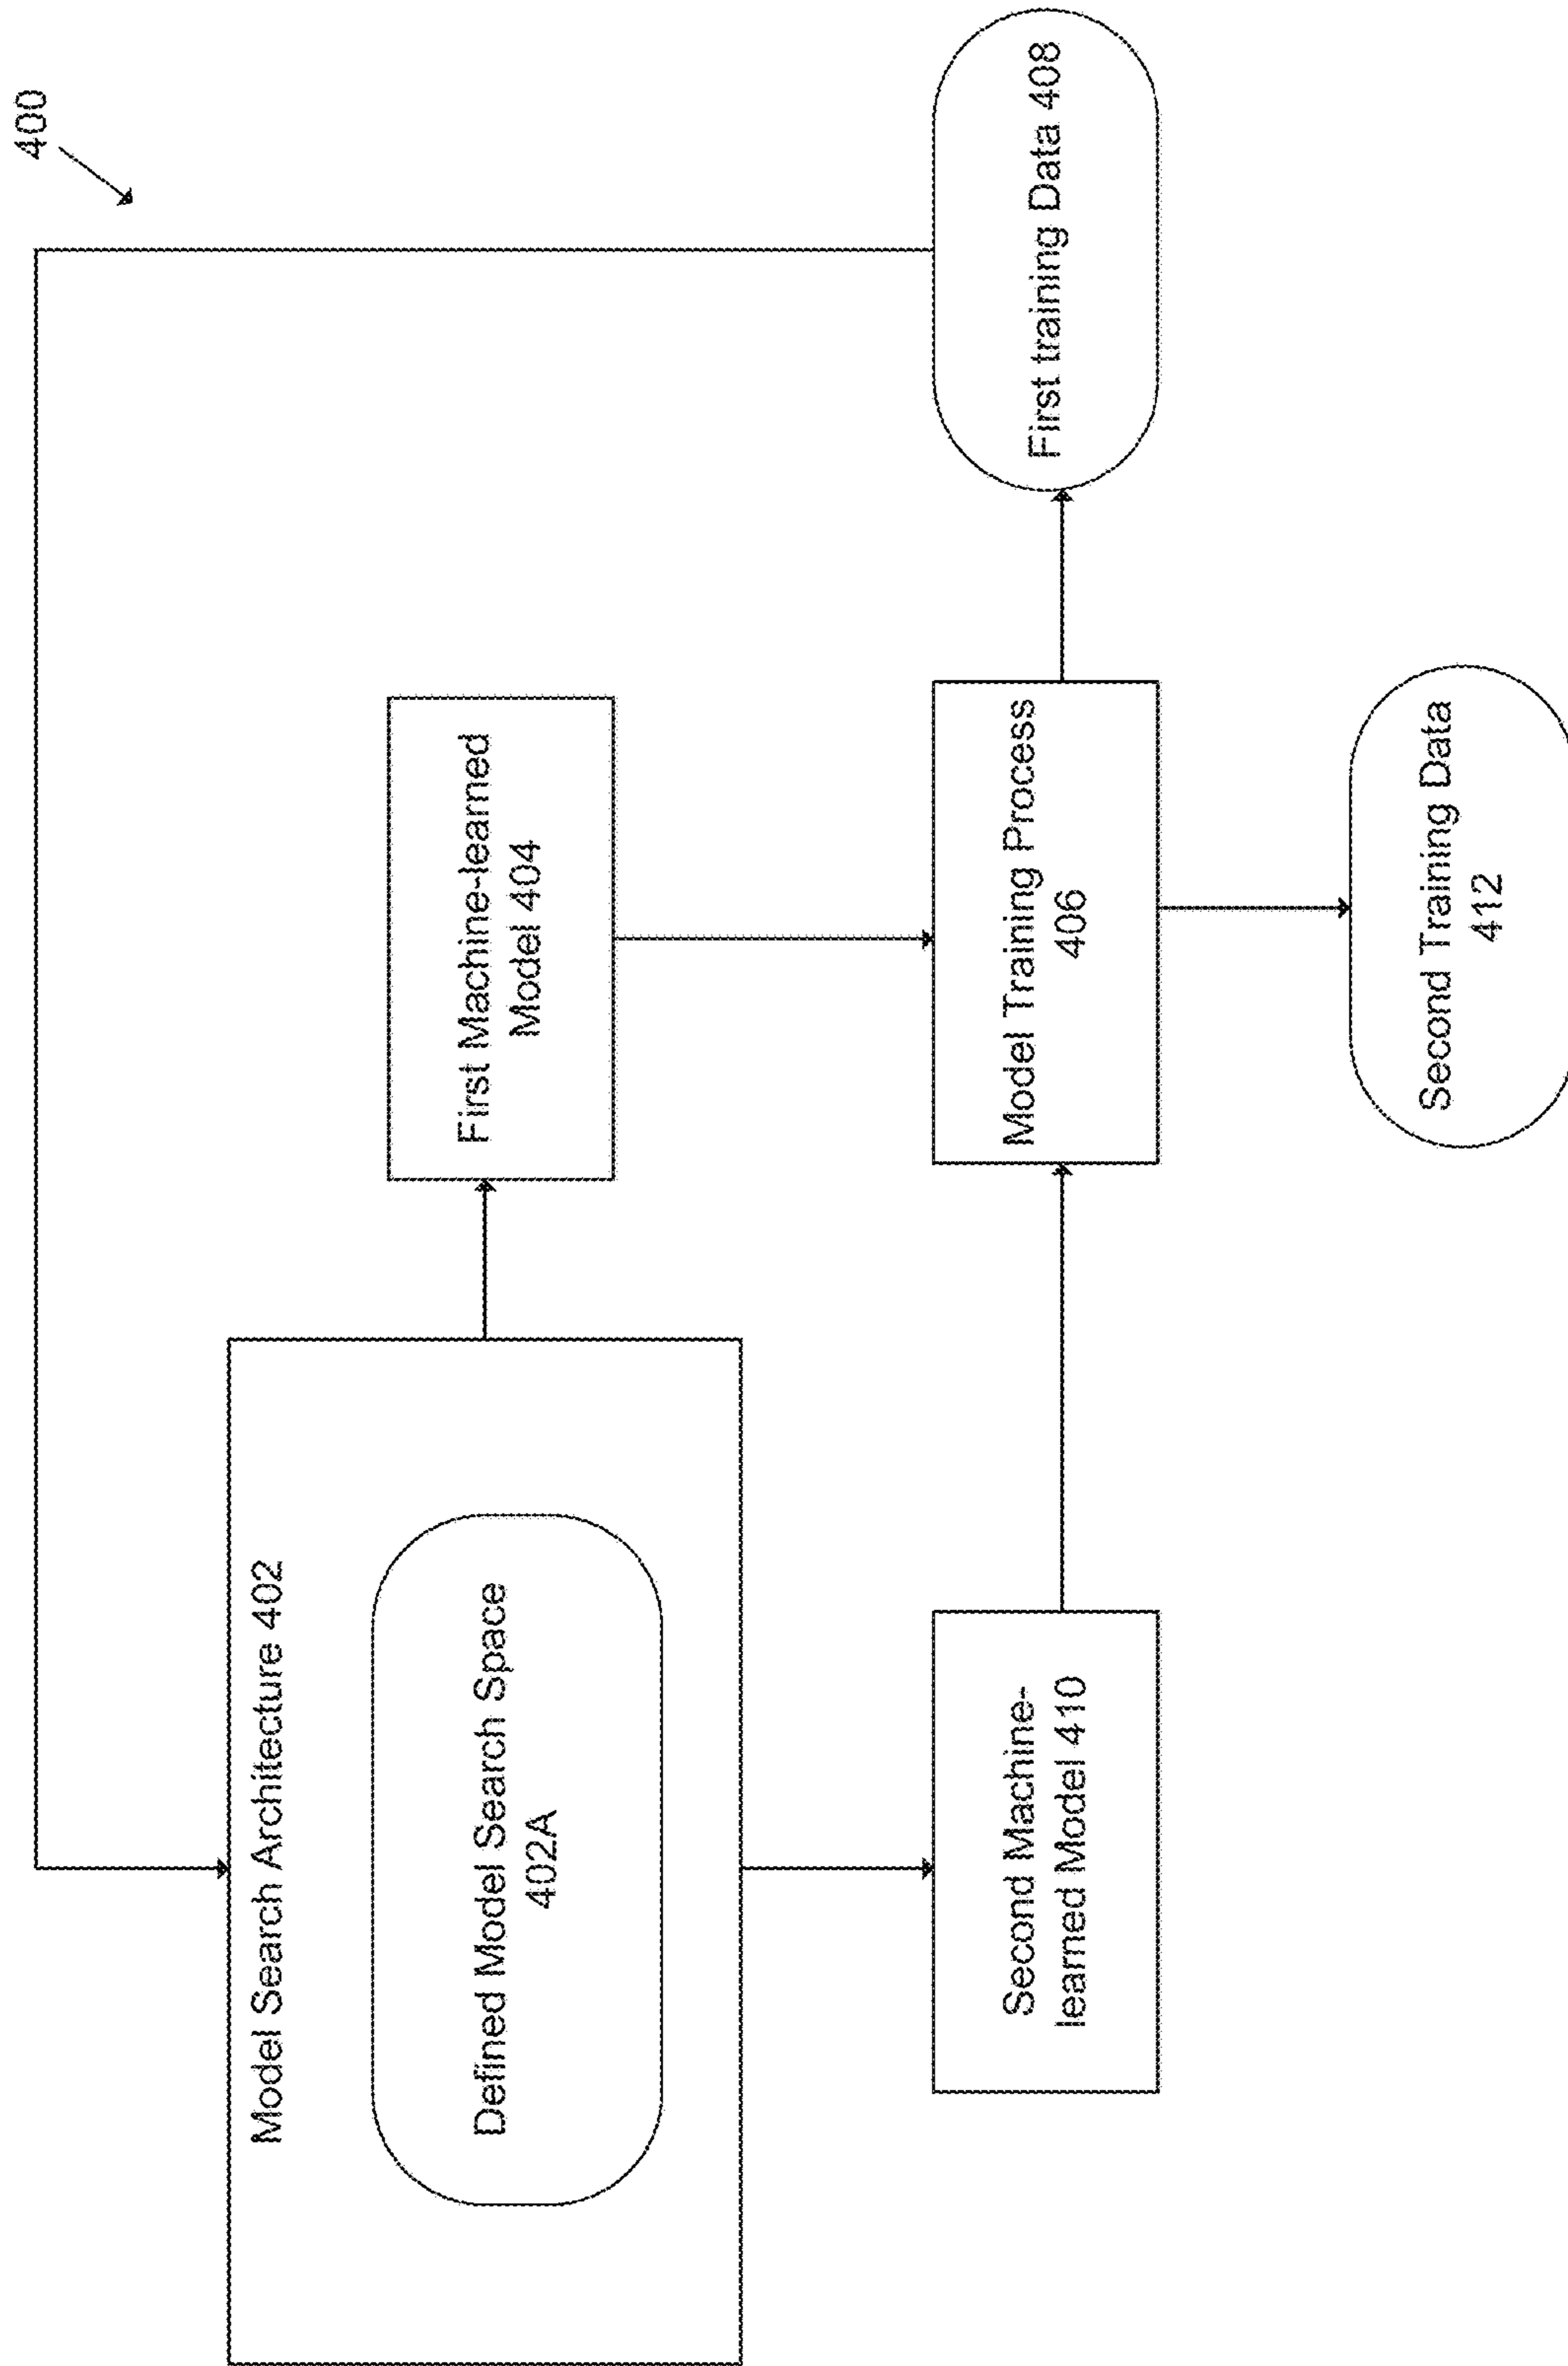 400
Model Search Architecture 402
Defined Model Search Space
402A
First Machine-learned
Model 404
Second Machine-
learned Model 410
Model Training Process
406
First training Data 408
Second Training Data
412